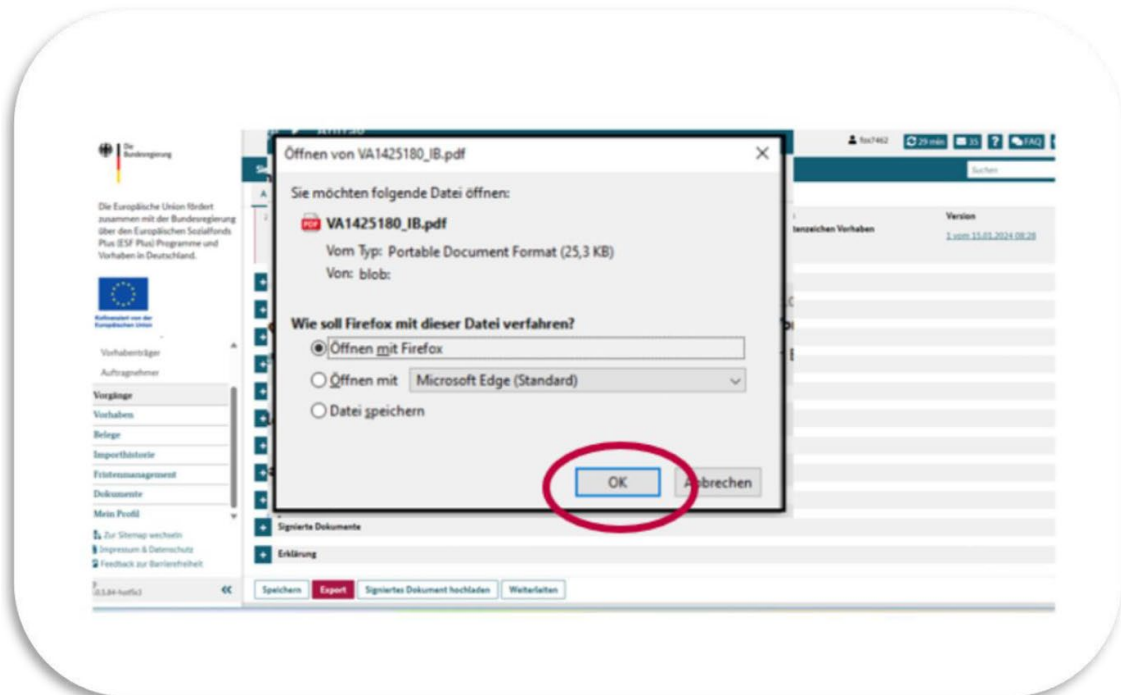 Die
Bundesregierung
Die Europäische Union fördert
zusammen mit der Bundesregierung
über den Europäischen Sozialfonds
Plus (ESF Plus) Programme und
Vorhaben in Deutschland.
Kofinanziert von der
Europäischen Union
Vorhabenträger
Auftragnehmer
Vorgänge
Vorhaben
Belege
Importhistorie
Fristenmanagement
Dokumente
Mein Profil
Zur Sitemap wechseln
Impressum & Datenschutz
Feedback zur Barrierefreiheit
29 min 35 ? FAQ
Suchen
Version
tenzeichen Vorhaben
1 vom 15.01.2024 08:28
Öffnen von VA1425180_IB.pdf
Sie möchten folgende Datei öffnen:
PDF VA1425180_IB.pdf
Vom Typ: Portable Document Format (25,3 KB)
Von: blob:
Wie soll Firefox mit dieser Datei verfahren?
Öffnen mit Firefox
Öffnen mit Microsoft Edge (Standard)
Datei speichern
OK Abbrechen
Signierte Dokumente
Erklärung
Speichern Export Signiertes Dokument hochladen Weiterleiten